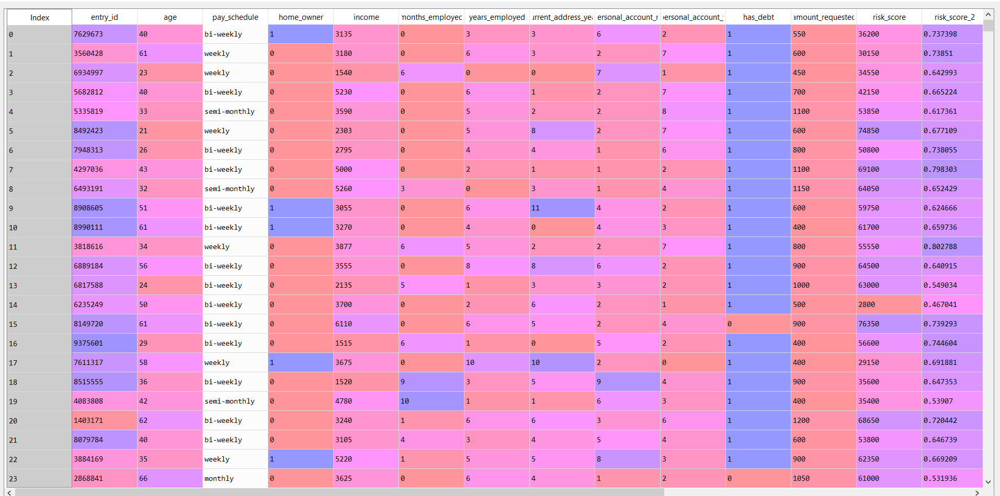 Index entry_id age pay_schedule home_owner income months_employed years_employed urrent_address_yea ersonal_account_r personal_account_ has_debt amount_requested risk_score risk_score_2
0 7629673 40 bi-weekly 1 3135 0 3 3 6 2 1 550 36200 0.737398
1 3560428 61 weekly 0 3180 0 6 3 2 7 1 600 30150 0.73851
2 6934997 23 weekly 0 1540 6 0 0 7 1 1 450 34550 0.642993
3 5682812 40 bi-weekly 0 5230 0 6 1 2 7 1 700 42150 0.665224
4 5335819 33 semi-monthly 0 3590 0 5 2 2 8 1 1100 53850 0.617361
5 8492423 21 weekly 0 2303 0 5 8 2 7 1 600 74850 0.677109
6 7948313 26 bi-weekly 0 2795 0 4 4 1 6 1 800 50800 0.738055
7 4297036 43 bi-weekly 0 5000 0 2 1 1 2 1 1100 69100 0.798303
8 6493191 32 semi-monthly 0 5260 3 0 3 1 4 1 1150 64050 0.652429
9 8908605 51 bi-weekly 1 3055 0 6 11 4 2 1 600 59750 0.624666
10 8990111 61 bi-weekly 1 3270 0 4 0 4 3 1 400 61700 0.659736
11 3818616 34 weekly 0 3877 6 5 2 2 7 1 800 55550 0.802788
12 6889184 56 bi-weekly 0 3555 0 8 8 6 2 1 900 64500 0.640915
13 6817588 24 bi-weekly 0 2135 5 1 3 3 2 1 1000 63000 0.549034
14 6235249 50 bi-weekly 0 3700 0 2 6 2 1 1 500 2800 0.467041
15 8149720 61 bi-weekly 0 6110 0 6 5 2 4 0 900 76350 0.739293
16 9375601 29 bi-weekly 0 1515 6 1 0 5 2 1 400 56600 0.744604
17 7611317 58 weekly 1 3675 0 10 10 2 0 1 400 29150 0.691881
18 8515555 36 bi-weekly 0 1520 9 3 5 9 4 1 900 35600 0.647353
19 4083808 42 semi-monthly 0 4780 10 1 1 6 3 1 400 35400 0.53907
20 1403171 62 bi-weekly 0 3240 1 6 6 3 6 1 1200 68650 0.720442
21 8079784 40 bi-weekly 0 3105 4 3 4 5 4 1 600 53800 0.646739
22 3884169 35 weekly 1 5220 1 5 5 8 3 1 900 62350 0.669209
23 2868841 66 monthly 0 3625 0 6 4 1 2 0 1050 61000 0.531936